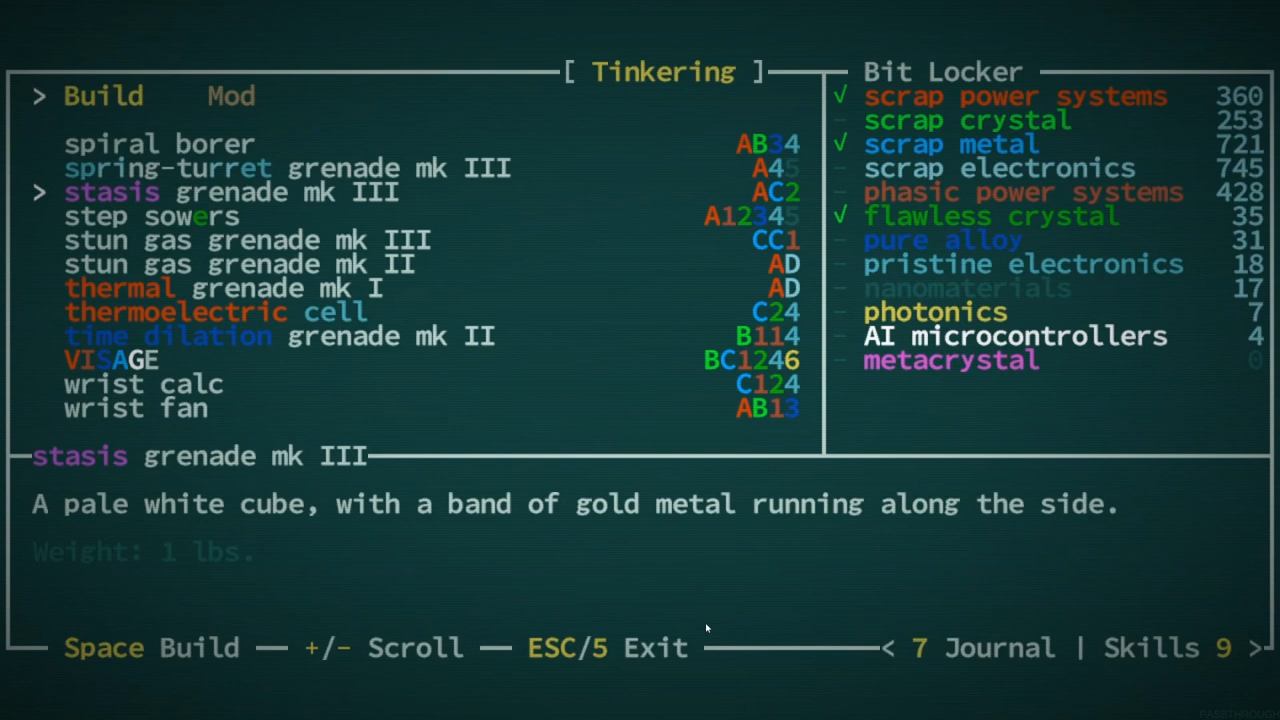 [ Tinkering ]
Bit Locker
> Build Mod
spiral borer AB34
spring-turret grenade mk III A45
> stasis grenade mk III AC2
step sowers A12345
stun gas grenade mk III CC1
stun gas grenade mk II AD
thermal grenade mk I AD
thermoelectric cell C24
time dilation grenade mk II B114
VISAGE BC1246
wrist calc C124
wrist fan AB13
√ scrap power systems 360
- scrap crystal 253
√ scrap metal 721
- scrap electronics 745
- phasic power systems 428
√ flawless crystal 35
- pure alloy 31
- pristine electronics 18
- nanomaterials 17
- photonics 7
- AI microcontrollers 4
- metacrystal 0
stasis grenade mk III
A pale white cube, with a band of gold metal running along the side.
Weight: 1 lbs.
Space Build — +/- Scroll — ESC/5 Exit
< 7 Journal | Skills 9 >